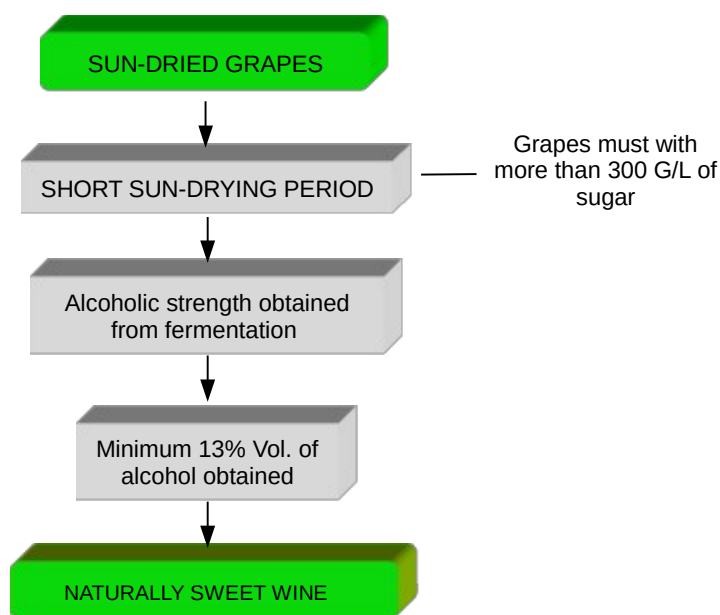 SUN-DRIED GRAPES
SHORT SUN-DRYING PERIOD
Grapes must with
more than 300 G/L of
sugar
Alcoholic strength obtained
from fermentation
Minimum 13% Vol. of
alcohol obtained
NATURALLY SWEET WINE